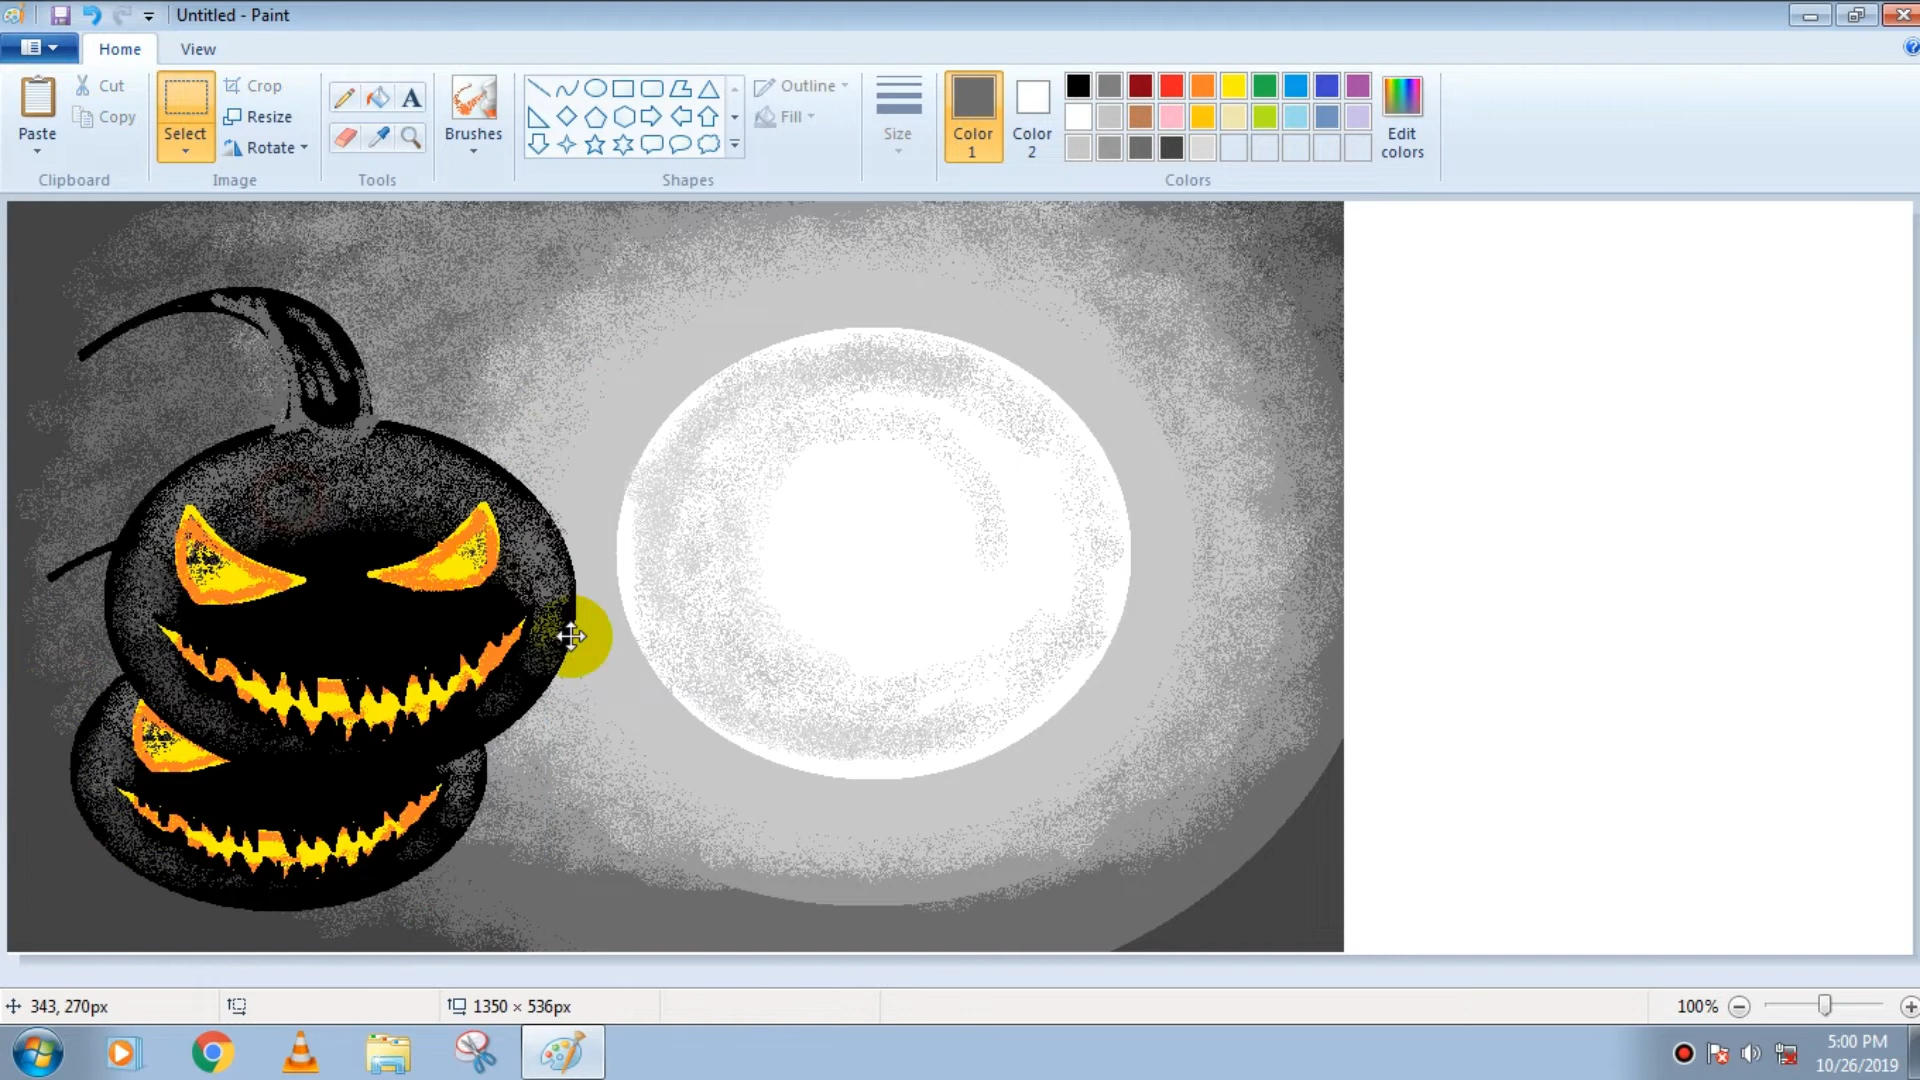 Untitled - Paint
Home
View
Paste
Cut
Copy
Clipboard
Select
Crop
Resize
Rotate
Image
A
Tools
Brushes
Shapes
Outline
Fill
Size
Color
1
Color
2
Colors
Edit
colors
343, 270px
1350 × 536px
100%
5:00 PM
10/26/2019